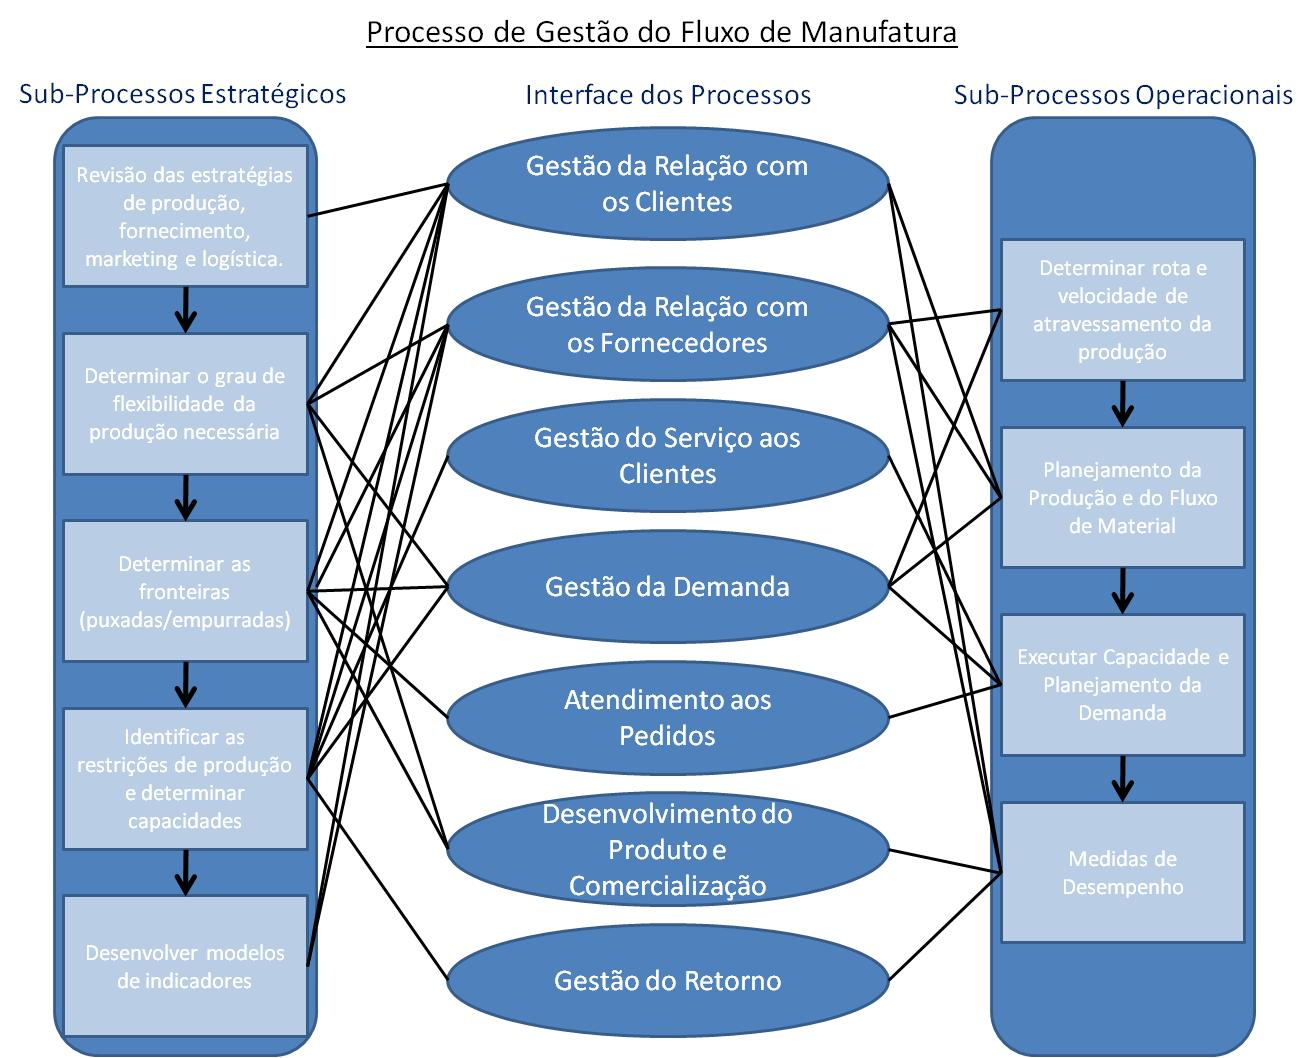 Processo de Gestão do Fluxo de Manufatura
Sub-Processos Estratégicos
Revisão das estratégias
de produção,
fornecimento,
marketing e logística.
Determinar o grau de
flexibilidade da
produção necessária
Determinar as
fronteiras
(puxadas/empurradas)
Identificar as
restrições de produção
e determinar
capacidades
Desenvolver modelos
de indicadores
Interface dos Processos
Gestão da Relação com
os Clientes
Gestão da Relação com
os Fornecedores
Gestão do Serviço aos
Clientes
Gestão da Demanda
Atendimento aos
Pedidos
Desenvolvimento do
Produto e
Comercialização
Gestão do Retorno
Sub-Processos Operacionais
Determinar rota e
velocidade de
atravessamento da
produção
Planejamento da
Produção e do Fluxo
de Material
Executar Capacidade e
Planejamento da
Demanda
Medidas de
Desempenho